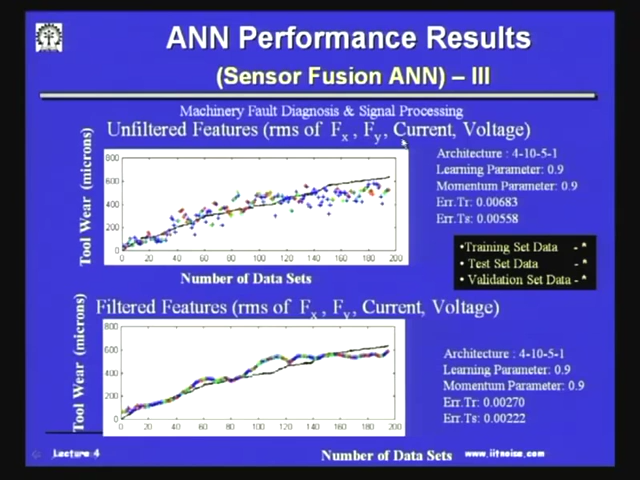 ANN Performance Results
(Sensor Fusion ANN) – III
Machinery Fault Diagnosis & Signal Processing
Unfiltered Features (rms of Fx , Fy, Current, Voltage)
Tool Wear (microns)
800
600
400
200
0
0 20 40 60 80 100 120 140 160 180 200
Number of Data Sets
Architecture : 4-10-5-1
Learning Parameter: 0.9
Momentum Parameter: 0.9
Err.Tr: 0.00683
Err.Ts: 0.00558
•Training Set Data - *
• Test Set Data - *
• Validation Set Data - *
Filtered Features (rms of Fx , Fy, Current, Voltage)
Tool Wear (microns)
800
600
400
200
0
0 20 40 60 80 100 120 140 160 180 200
Number of Data Sets
Architecture : 4-10-5-1
Learning Parameter: 0.9
Momentum Parameter: 0.9
Err.Tr: 0.00270
Err.Ts: 0.00222
Lecture 4
www.iitnoise.com